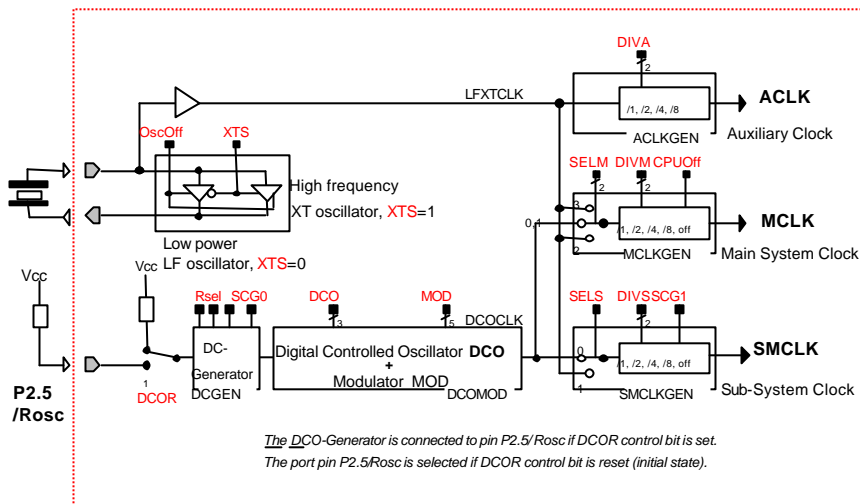 DIVA
2
LFXTCLK
/1, /2, /4, /8
ACLK
ACLKGEN
Auxiliary Clock
OscOff
XTS
High frequency
XT oscillator, XTS=1
Low power
LF oscillator, XTS=0
SELM
DIVM
CPUOff
2
2
3
0,1
2
/1, /2, /4, /8, off
MCLK
MCLKGEN
Main System Clock
Vcc
Vcc
Rsel
SCG0
DCO
3
MOD
5
DCOCLK
SELS
DIVS
SCG1
2
0
1
/1, /2, /4, /8, off
SMCLK
SMCLKGEN
Sub-System Clock
DC-
Generator
DCGEN
Digital Controlled Oscillator DCO
+
Modulator MOD
DCOMOD
P2.5
/Rosc
1
DCOR
The DCO-Generator is connected to pin P2.5/Rosc if DCOR control bit is set.
The port pin P2.5/Rosc is selected if DCOR control bit is reset (initial state).